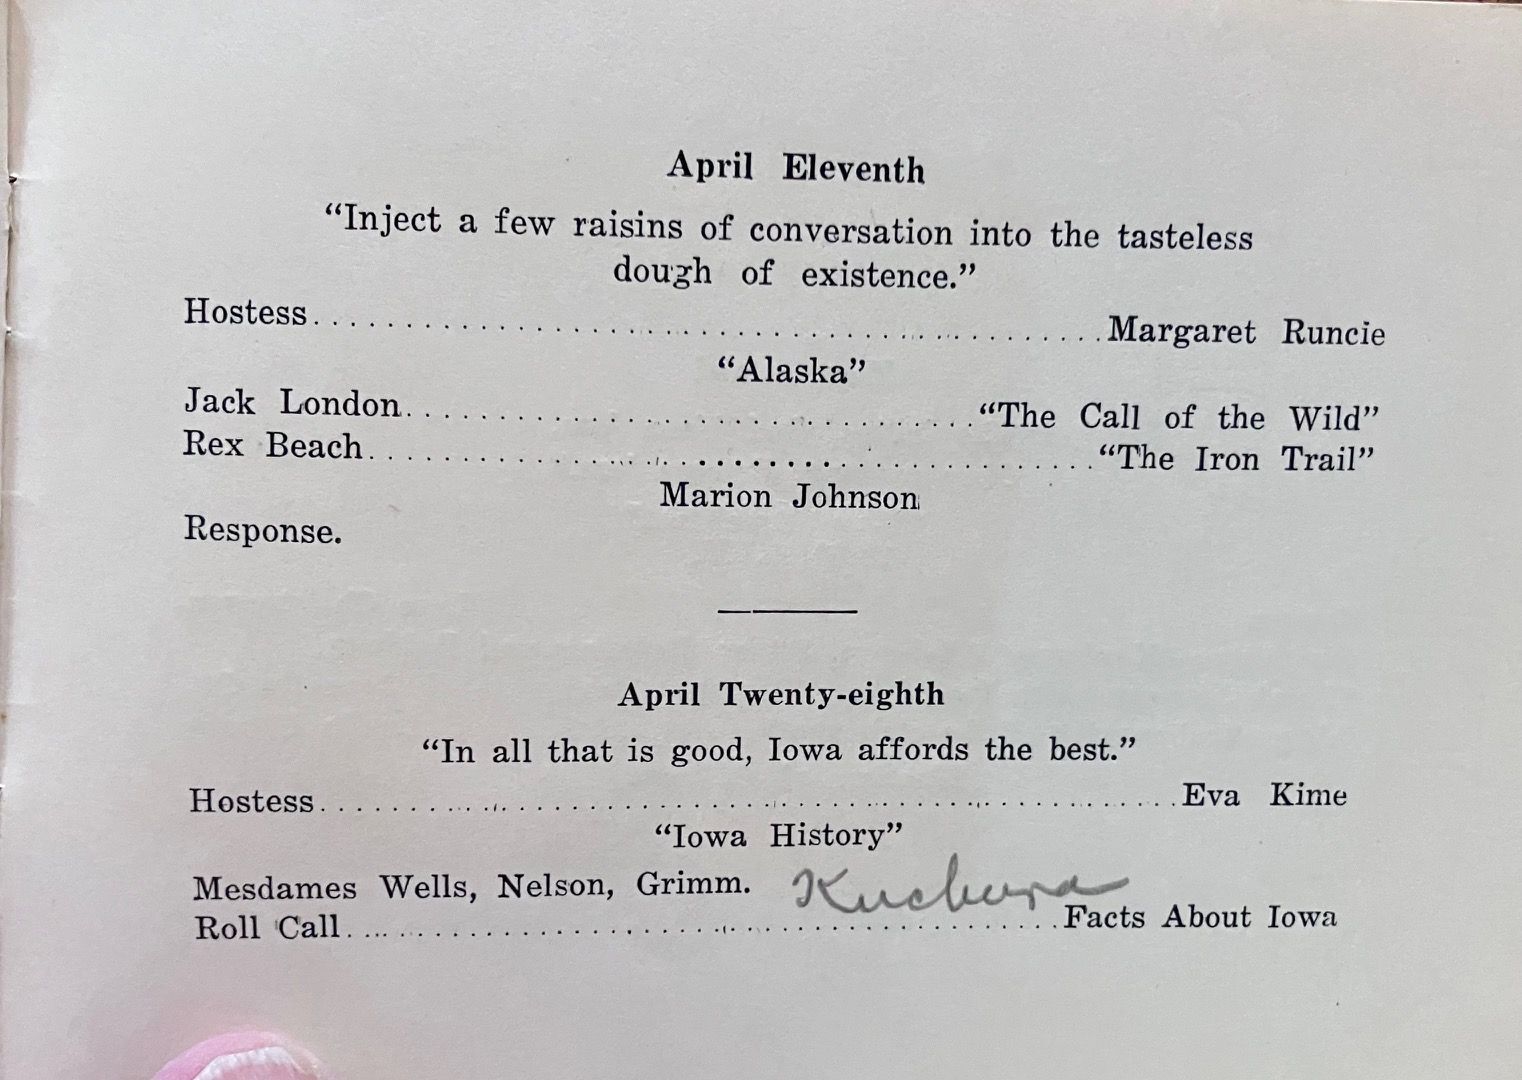 April Eleventh
“Inject a few raisins of conversation into the tasteless
dough of existence.”
Hostess........................................Margaret Runcie
“Alaska”
Jack London..............................“The Call of the Wild”
Rex Beach........................................“The Iron Trail”
Marion Johnson
Response.
April Twenty-eighth
“In all that is good, Iowa affords the best.”
Hostess..............................................Eva Kime
“Iowa History”
Mesdames Wells, Nelson, Grimm. Kuchera
Roll Call.......................................Facts About Iowa